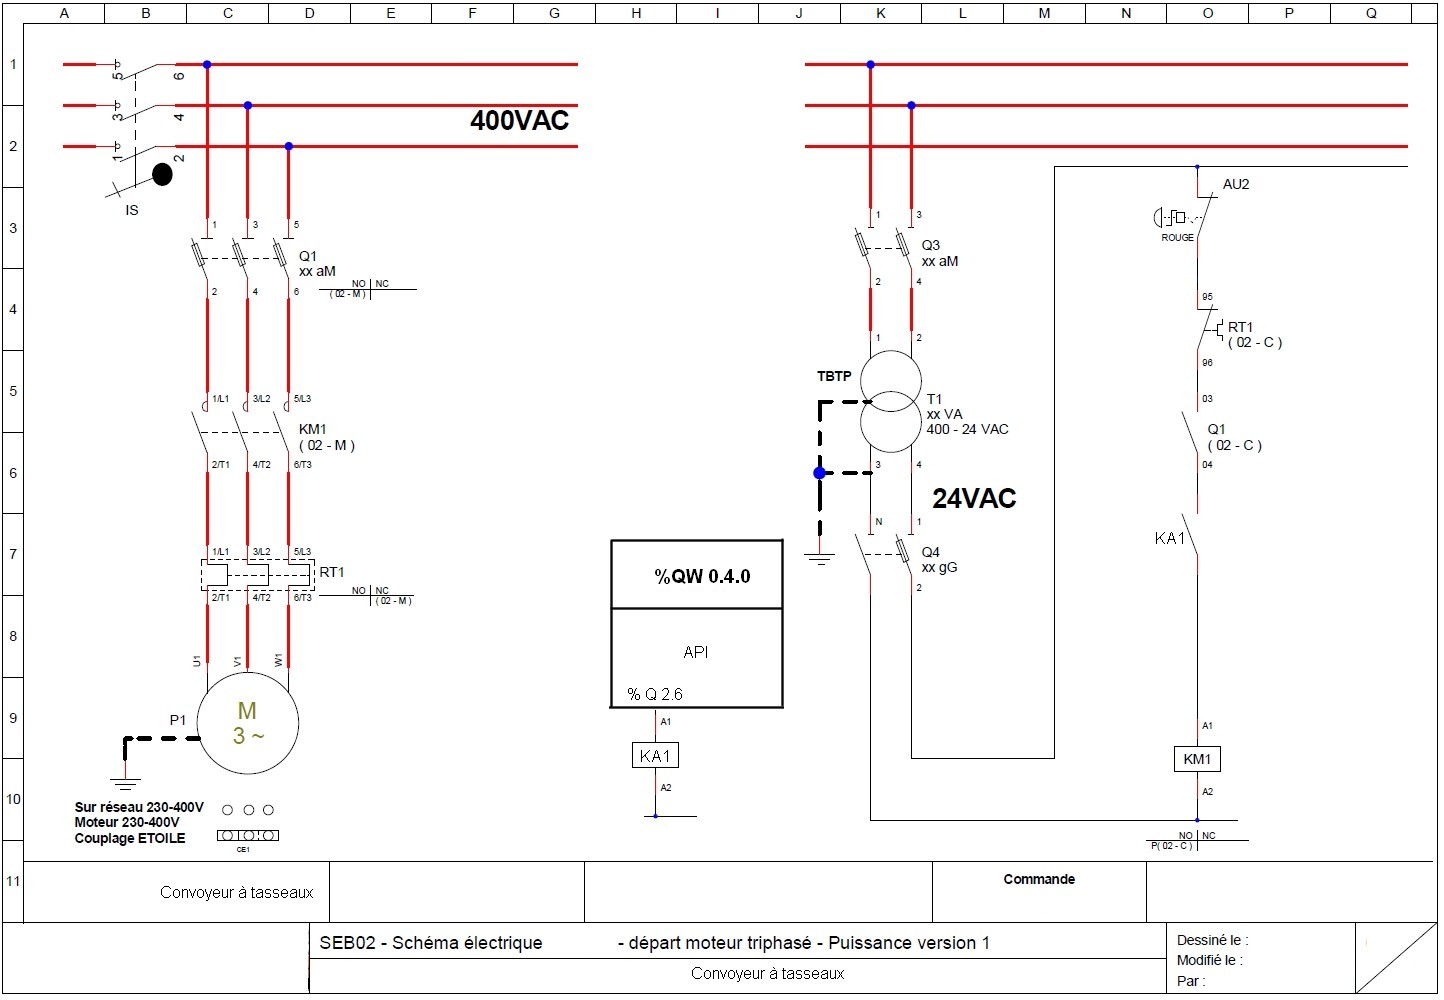 A B C D E F G H I J K L M N O P Q
1
5 6
3 4
400VAC
2
1 2
IS
AU2
3
1 3 5
1 3
ROUGE
Q1
xx aM
Q3
xx aM
2 4 6
NO NC
( 02 - M )
2 4
4
95
RT1
( 02 - C )
1 2
96
TBTP
5
1/L1 3/L2 5/L3
T1
xx VA
400 - 24 VAC
03
KM1
( 02 - M )
Q1
( 02 - C )
6
2/T1 4/T2 6/T3
3 4
04
24VAC
N 1
KA1
7
1/L1 3/L2 5/L3
RT1
Q4
xx gG
%QW 0.4.0
2/T1 4/T2 6/T3
NO NC
( 02 - M )
2
8
API
U1 V1 W1
% Q 2.6
9
P1
M
3 ~
A1
A1
KA1
KM1
A2
A2
10
Sur réseau 230-400V
Moteur 230-400V
Couplage ETOILE
CE1
NO NC
P( 02 - C )
11
Convoyeur à tasseaux
Commande
SEB02 - Schéma électrique - départ moteur triphasé - Puissance version 1
Convoyeur à tasseaux
Dessiné le :
Modifié le :
Par :